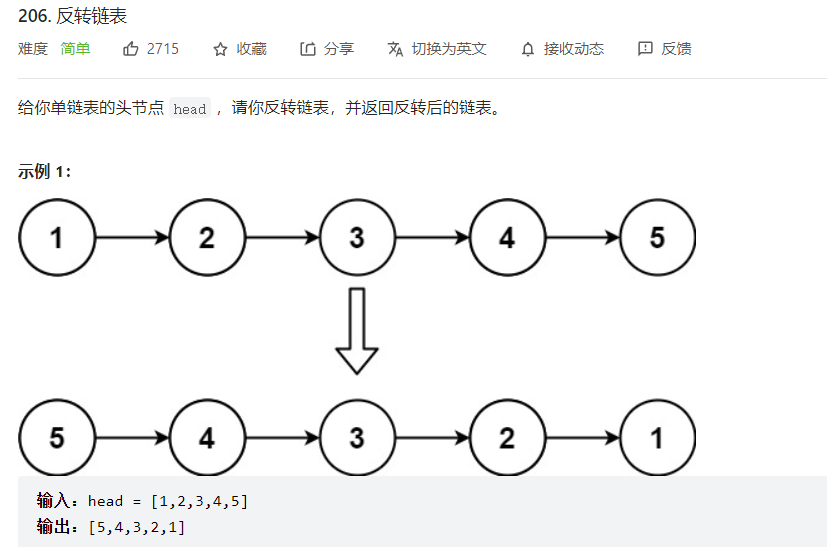 206. 反转链表
难度 简单 2715 收藏 分享 切换为英文 接收动态 反馈
给你单链表的头节点 head ，请你反转链表，并返回反转后的链表。
示例 1：
1 2 3 4 5
5 4 3 2 1
输入：head = [1,2,3,4,5]
输出：[5,4,3,2,1]